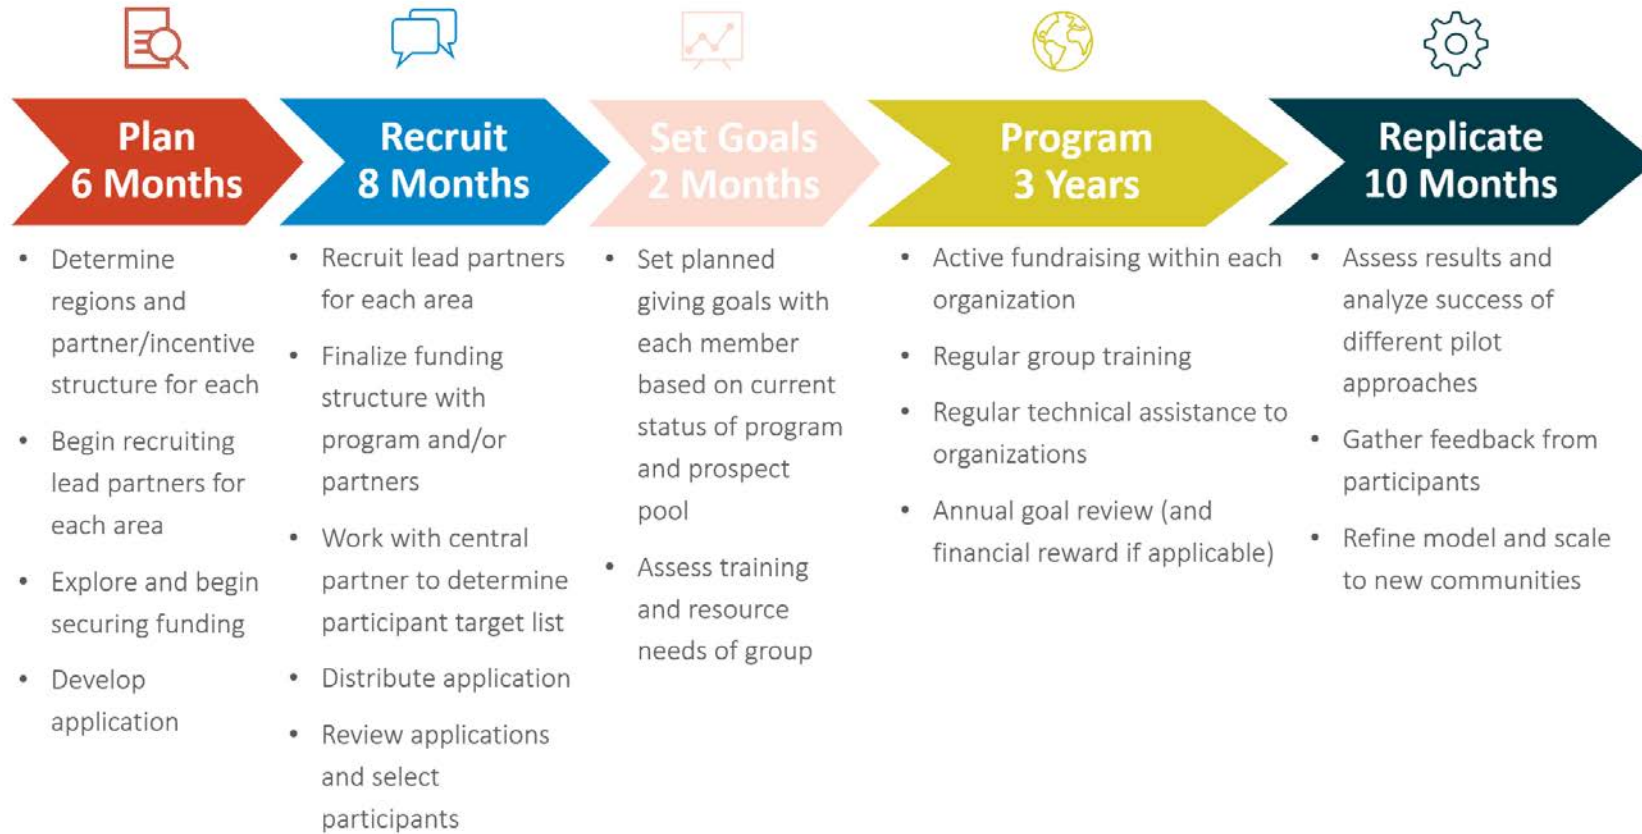 Plan
6 Months
• Determine
regions and
partner/incentive
structure for each
• Begin recruiting
lead partners for
each area
• Explore and begin
securing funding
• Develop
application
Recruit
8 Months
• Recruit lead partners
for each area
• Finalize funding
structure with
program and/or
partners
• Work with central
partner to determine
participant target list
• Distribute application
• Review applications
and select
participants
Set Goals
2 Months
• Set planned
giving goals with
each member
based on current
status of program
and prospect
pool
• Assess training
and resource
needs of group
Program
3 Years
• Active fundraising within each
organization
• Regular group training
• Regular technical assistance to
organizations
• Annual goal review (and
financial reward if applicable)
Replicate
10 Months
• Assess results and
analyze success of
different pilot
approaches
• Gather feedback from
participants
• Refine model and scale
to new communities